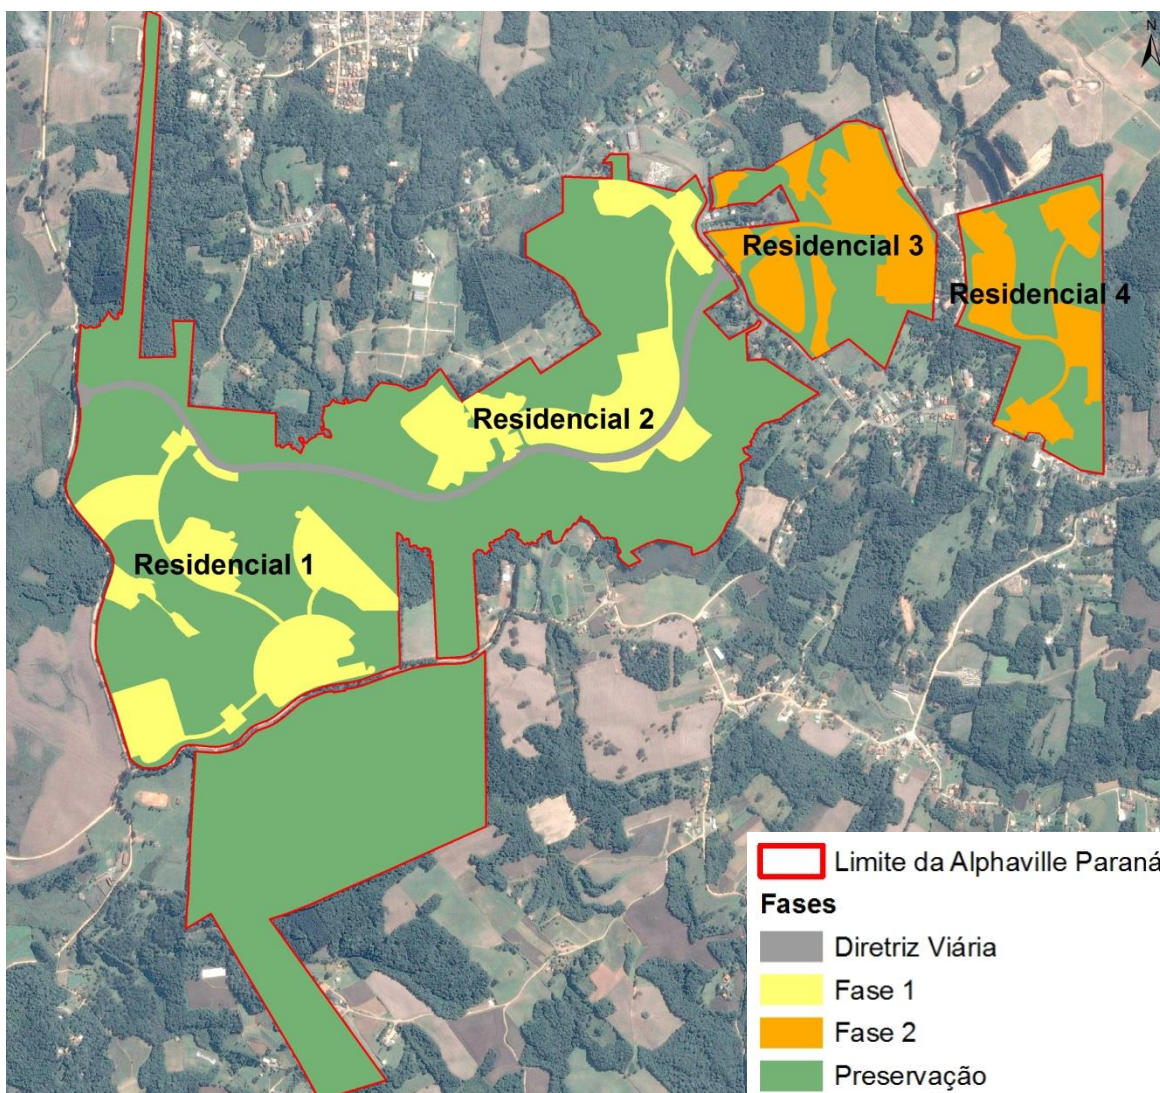 N
Residencial 3
Residencial 4
Residencial 2
Residencial 1
Limite da Alphaville Paraná
Fases
Diretriz Viária
Fase 1
Fase 2
Preservação